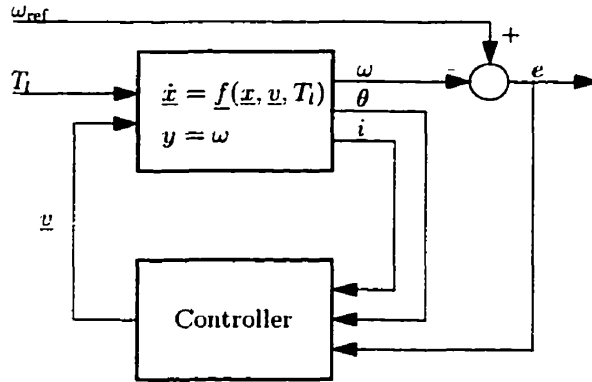 ω_ref
+
T_l
ẋ = f(x, v, T_l)
y = ω
ω
-
e
θ
i
v
Controller